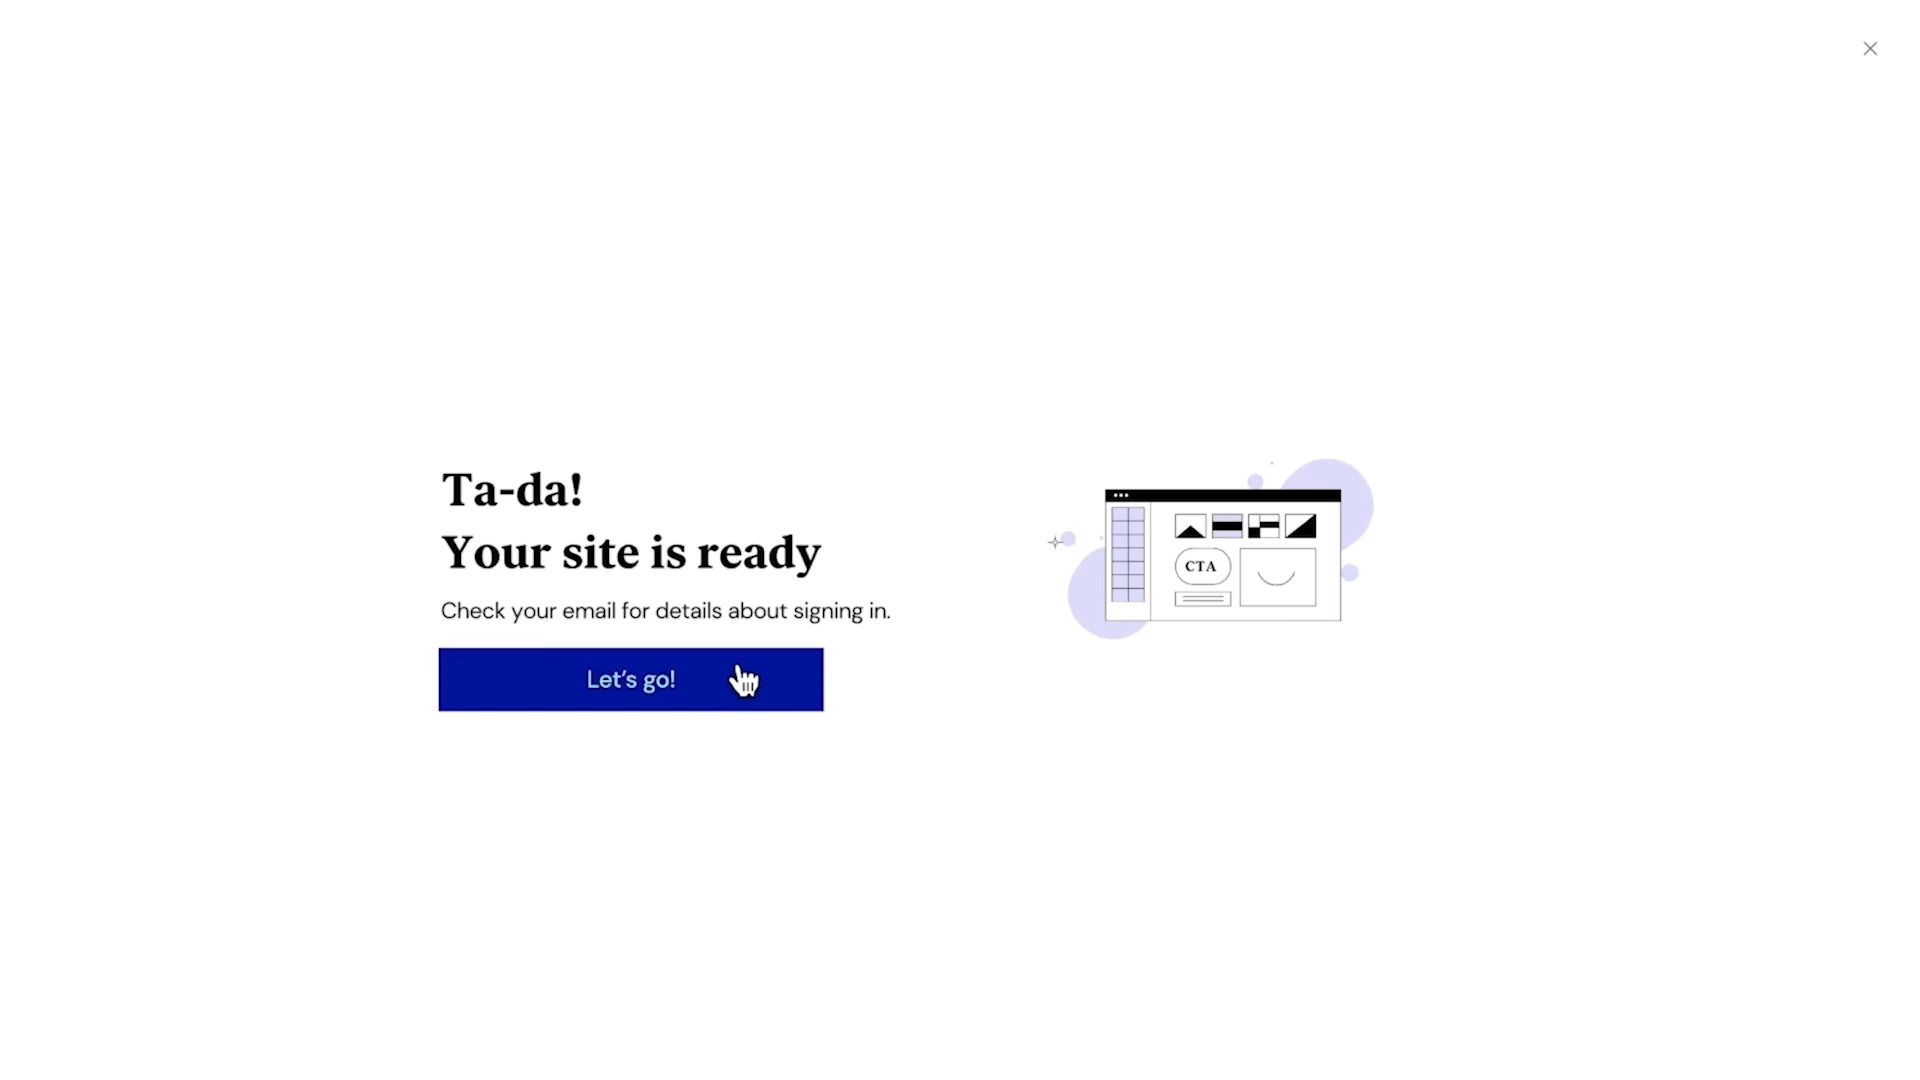 Ta-da!
Your site is ready
Check your email for details about signing in.
Let’s go!
CTA